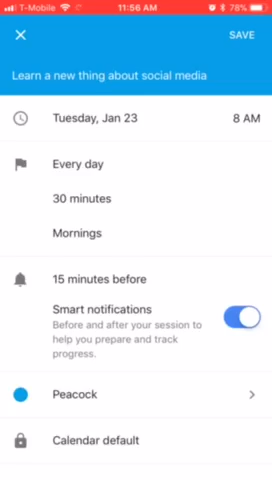 T-Mobile 11:56 AM 78%
SAVE
Learn a new thing about social media
Tuesday, Jan 23 8 AM
Every day
30 minutes
Mornings
15 minutes before
Smart notifications
Before and after your session to
help you prepare and track
progress.
Peacock
Calendar default